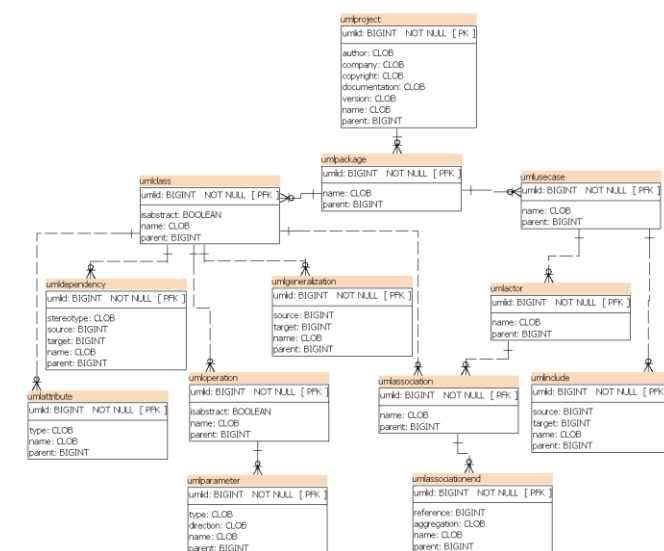 umlproject
umlid: BIGINT NOT NULL [ PK ]
author: CLOB
company: CLOB
copyright: CLOB
documentation: CLOB
version: CLOB
name: CLOB
parent: BIGINT
umlpackage
umlid: BIGINT NOT NULL [ PFK ]
name: CLOB
parent: BIGINT
umlclass
umlid: BIGINT NOT NULL [ PFK ]
isabstract: BOOLEAN
name: CLOB
parent: BIGINT
umlusecase
umlid: BIGINT NOT NULL [ PFK ]
name: CLOB
parent: BIGINT
umldependency
umlid: BIGINT NOT NULL [ PFK ]
stereotype: CLOB
source: BIGINT
target: BIGINT
name: CLOB
parent: BIGINT
umlgeneralization
umlid: BIGINT NOT NULL [ PFK ]
source: BIGINT
target: BIGINT
name: CLOB
parent: BIGINT
umlactor
umlid: BIGINT NOT NULL [ PFK ]
name: CLOB
parent: BIGINT
umlattribute
umlid: BIGINT NOT NULL [ PFK ]
type: CLOB
name: CLOB
parent: BIGINT
umloperation
umlid: BIGINT NOT NULL [ PFK ]
isabstract: BOOLEAN
name: CLOB
parent: BIGINT
umlassociation
umlid: BIGINT NOT NULL [ PFK ]
name: CLOB
parent: BIGINT
umlinclude
umlid: BIGINT NOT NULL [ PFK ]
source: BIGINT
target: BIGINT
name: CLOB
parent: BIGINT
umlparameter
umlid: BIGINT NOT NULL [ PFK ]
type: CLOB
direction: CLOB
name: CLOB
parent: BIGINT
umlassociationend
umlid: BIGINT NOT NULL [ PFK ]
reference: BIGINT
aggregation: CLOB
name: CLOB
parent: BIGINT